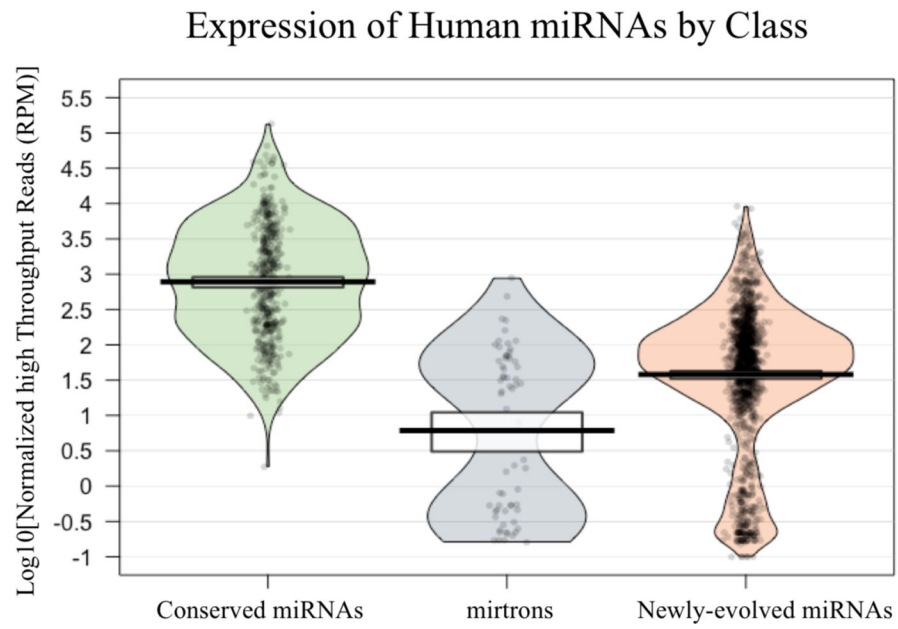 Expression of Human miRNAs by Class
Log10[Normalized high Throughput Reads (RPM)]
5.5
5
4.5
4
3.5
3
2.5
2
1.5
1
0.5
0
-0.5
-1
Conserved miRNAs
mirtrons
Newly-evolved miRNAs